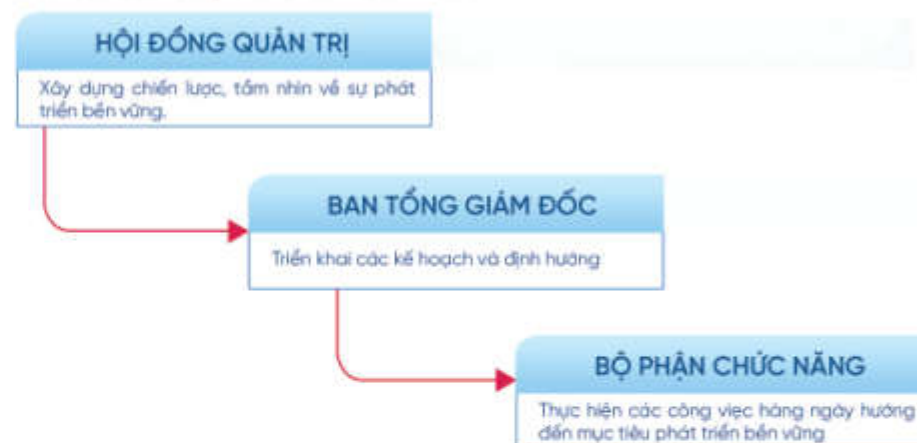 HỘI ĐỒNG QUẢN TRỊ
Xây dựng chiến lược, tầm nhìn về sự phát
triển bền vững.
BAN TỔNG GIÁM ĐỐC
Triển khai các kế hoạch và định hướng
BỘ PHẬN CHỨC NĂNG
Thực hiện các công việc hàng ngày hướng
đến mục tiêu phát triển bền vững